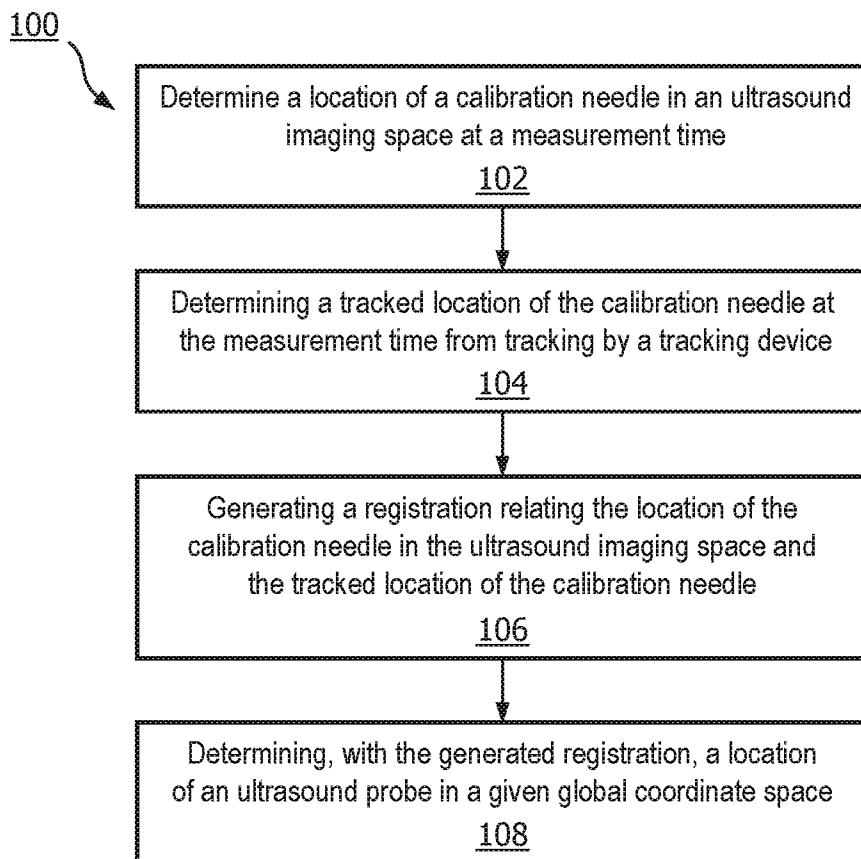 100
Determine a location of a calibration needle in an ultrasound
imaging space at a measurement time
102
Determining a tracked location of the calibration needle at
the measurement time from tracking by a tracking device
104
Generating a registration relating the location of the
calibration needle in the ultrasound imaging space and
the tracked location of the calibration needle
106
Determining, with the generated registration, a location
of an ultrasound probe in a given global coordinate space
108